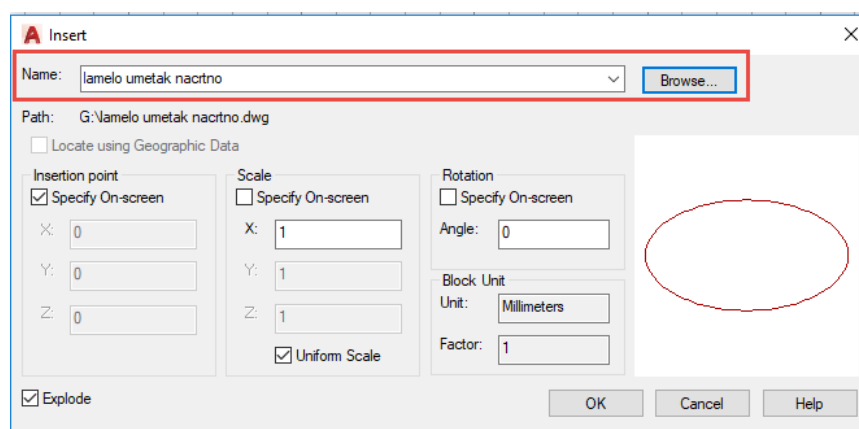 Insert
Name: lamelo umetak nacrtno Browse...
Path: G:\lamelo umetak nacrtno.dwg
Locate using Geographic Data
Insertion point Scale Rotation
Specify On-screen Specify On-screen Specify On-screen
X: 0 X: 1 Angle: 0
Y: 0 Y: 1
Block Unit
Z: 0 Z: 1 Unit: Millimeters
Uniform Scale Factor: 1
Explode OK Cancel Help